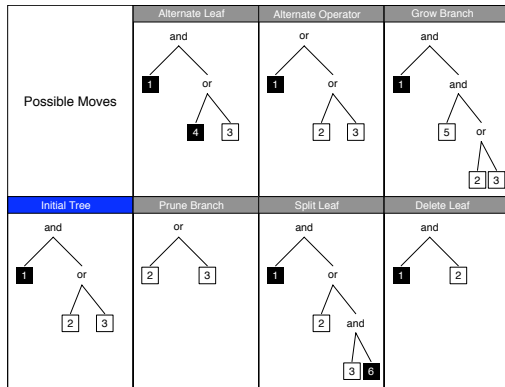 Alternate Leaf
and
1
or
4 3
Alternate Operator
or
1
or
2 3
Grow Branch
and
1
and
5
or
2 3
Possible Moves
Initial Tree
and
1
or
2 3
Prune Branch
or
2 3
Split Leaf
and
1
or
2
and
3 6
Delete Leaf
and
1 2